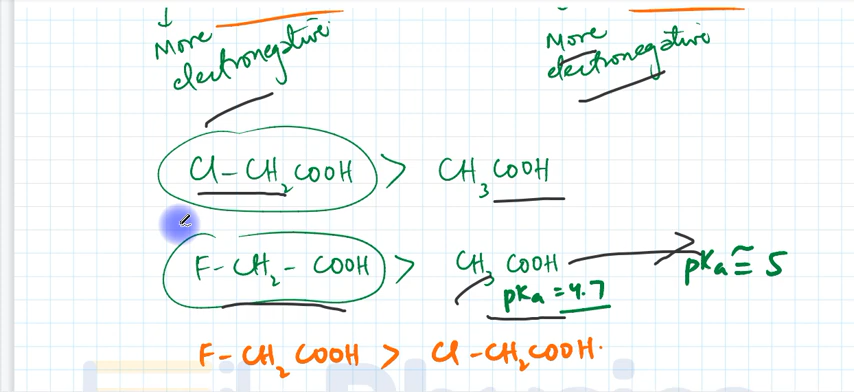 ↓ More electronegative
More electronegative
Cl-CH₂COOH > CH₃COOH
F-CH₂-COOH > CH₃COOH → pKa ≅ 5
pKa = 4.7
F-CH₂COOH > Cl-CH₂COOH.